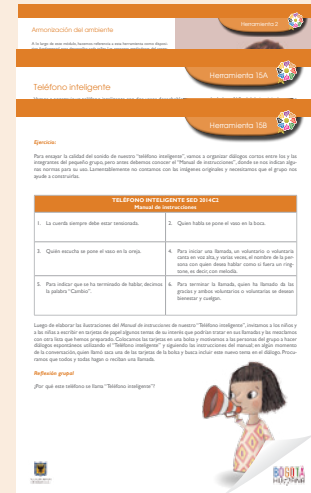 Herramienta 2
Armonización del ambiente
Herramienta 15A
Teléfono inteligente
Herramienta 15B
Ejercicio:
Para ensayar la calidad del sonido de nuestro "teléfono inteligente", vamos a organizar diálogos cortos entre los y las
integrantes del pequeño grupo, pero antes debemos conocer el "Manual de instrucciones", donde se nos indican algu-
nas normas para su uso. Lamentablemente no contamos con las imágenes originales y necesitamos que el grupo nos
ayude a construirlas.
TELÉFONO INTELIGENTE SED 2014C2
Manual de instrucciones
1. La cuerda siempre debe estar tensionada.
2. Quien habla se pone el vaso en la boca.
3. Quién escucha se pone el vaso en la oreja.
4. Para iniciar una llamada, un voluntario o voluntaria
canta en voz alta, y varias veces, el nombre de la per-
sona con quien desea hablar como si fuera un ring-
tone, es decir, con melodía.
5. Para indicar que se ha terminado de hablar, decimos
la palabra "Cambio".
6. Para terminar la llamada, quien ha llamado da las
gracias y ambos voluntarios o voluntarias se desean
bienestar y cuelgan.
Luego de elaborar las ilustraciones del Manual de instrucciones de nuestro "Teléfono inteligente", invitamos a los niños y
a las niñas a escribir en tarjetas de papel algunos temas de su interés que podrían tratar en sus llamadas y les mezclamos
con otra lista que hemos preparado. Colocamos las tarjetas en una bolsa y motivamos a las personas del grupo a hacer
diálogos espontáneos utilizando el "Teléfono inteligente" y siguiendo las instrucciones del manual; en algún momento
de la conversación, quien llamó saca una de las tarjetas de la bolsa y busca incluir este nuevo tema en el diálogo. Procu-
ramos que todos y todas hagan o reciban una llamada.
Reflexión grupal
¿Por qué este teléfono se llama "Teléfono inteligente"?
BOGOTÁ
HUMANA